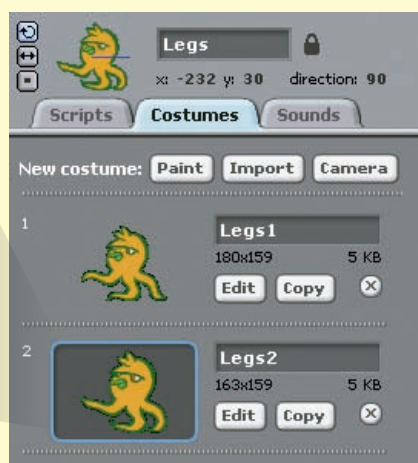 Legs
x: -232 y: 30 direction: 90
Scripts Costumes Sounds
New costume: Paint Import Camera
1
Legs1
180x159 5 KB
Edit Copy
2
Legs2
163x159 5 KB
Edit Copy